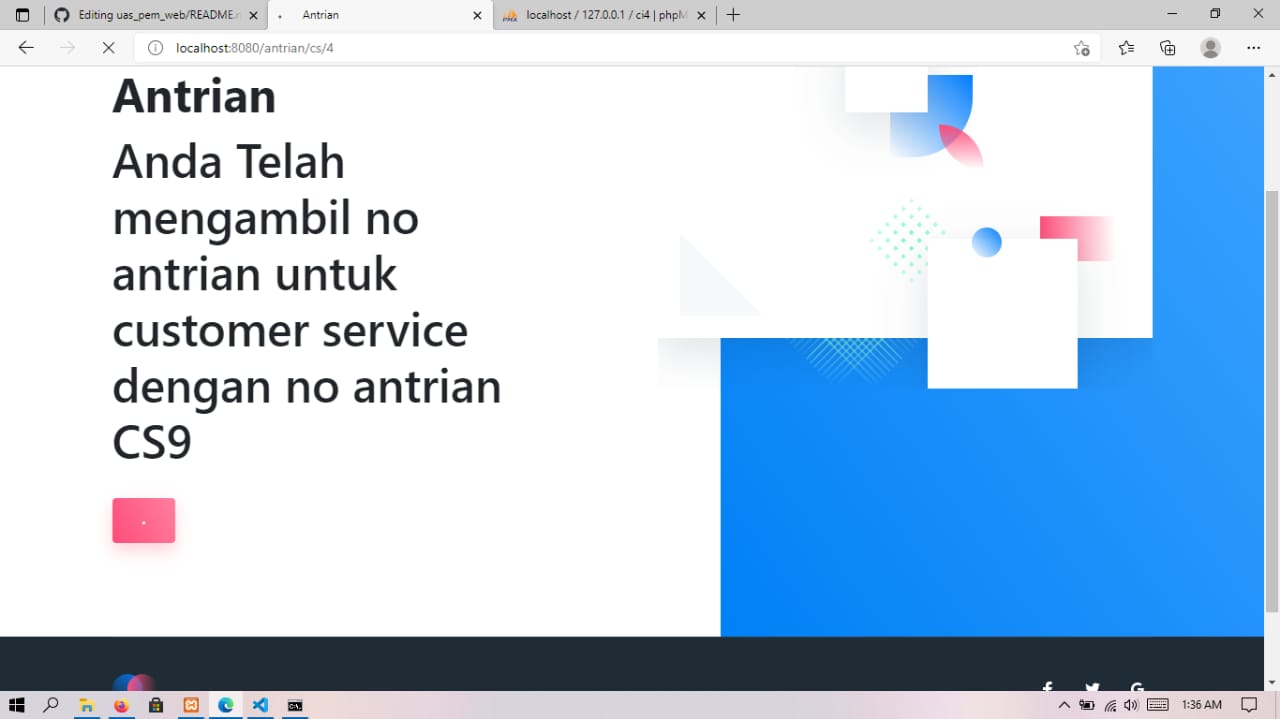 Editing uas_pem_web/README.n
Antrian
localhost / 127.0.0.1 / ci4 | phpM
PMA
localhost:8080/antrian/cs/4
Antrian
Anda Telah
mengambil no
antrian untuk
customer service
dengan no antrian
CS9
.
1:36 AM